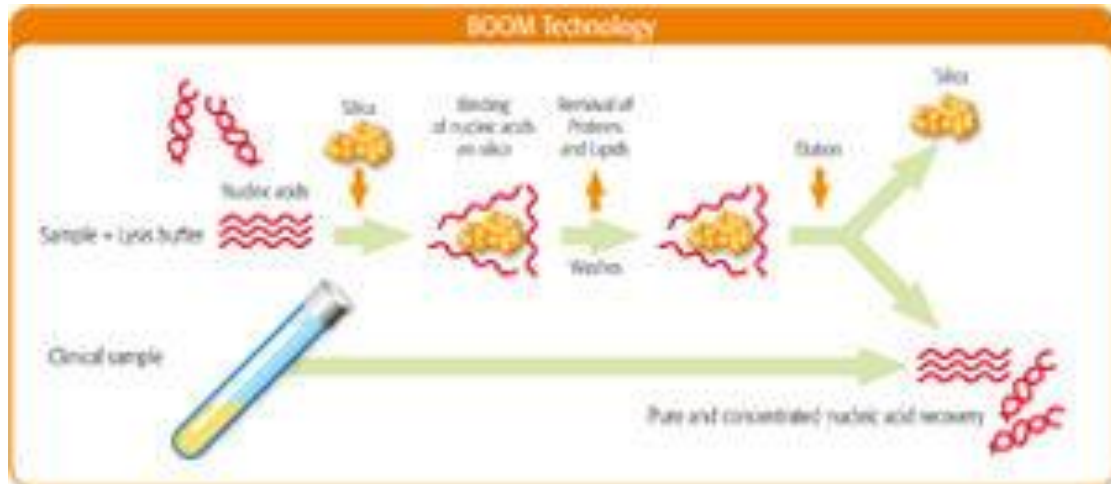 BOOM Technology
Silica
Binding
of nucleic acids
on silica
Removal of
Proteins
and Lipids
Elution
Silica
Nucleic acids
Sample + Lysis buffer
Washes
Clinical sample
Pure and concentrated nucleic acid recovery